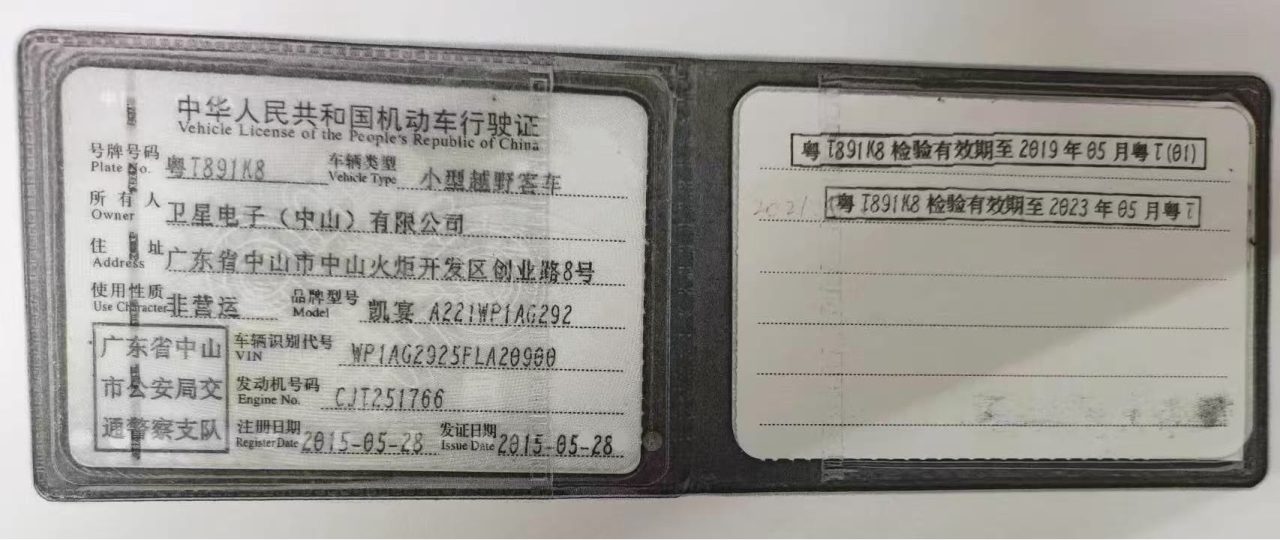 中华人民共和国机动车行驶证
Vehicle License of the People's Republic of China
号牌号码 粤T891K8 车辆类型 小型越野客车
Plate No. Vehicle Type
所有人 卫星电子（中山）有限公司
Owner
住址 广东省中山市中山火炬开发区创业路8号
Address
使用性质 非营运 品牌型号 凯宴 A221WP1AG292
Use Character Model
广东省中山
市公安局交
通警察支队
车辆识别代号 WP1AG2925FLA20900
VIN
发动机号码 CJT251766
Engine No.
注册日期 2015-05-28 发证日期 2015-05-28
Register Date Issue Date
粤T891K8 检验有效期至 2019 年 05 月粤T(01)
2021
粤T891K8 检验有效期至 2023 年 05 月粤T